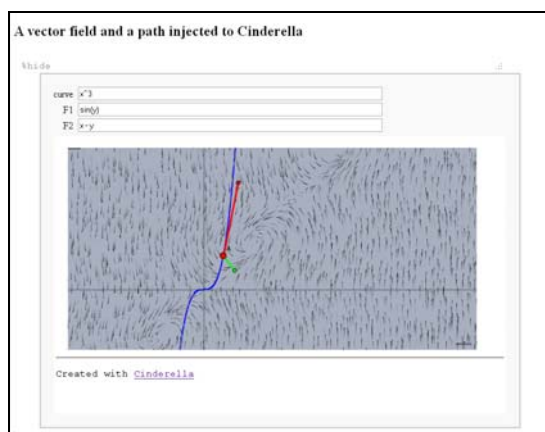 A vector field and a path injected to Cinderella
%hide
curve x^3
F1 sin(y)
F2 x-y
Created with Cinderella